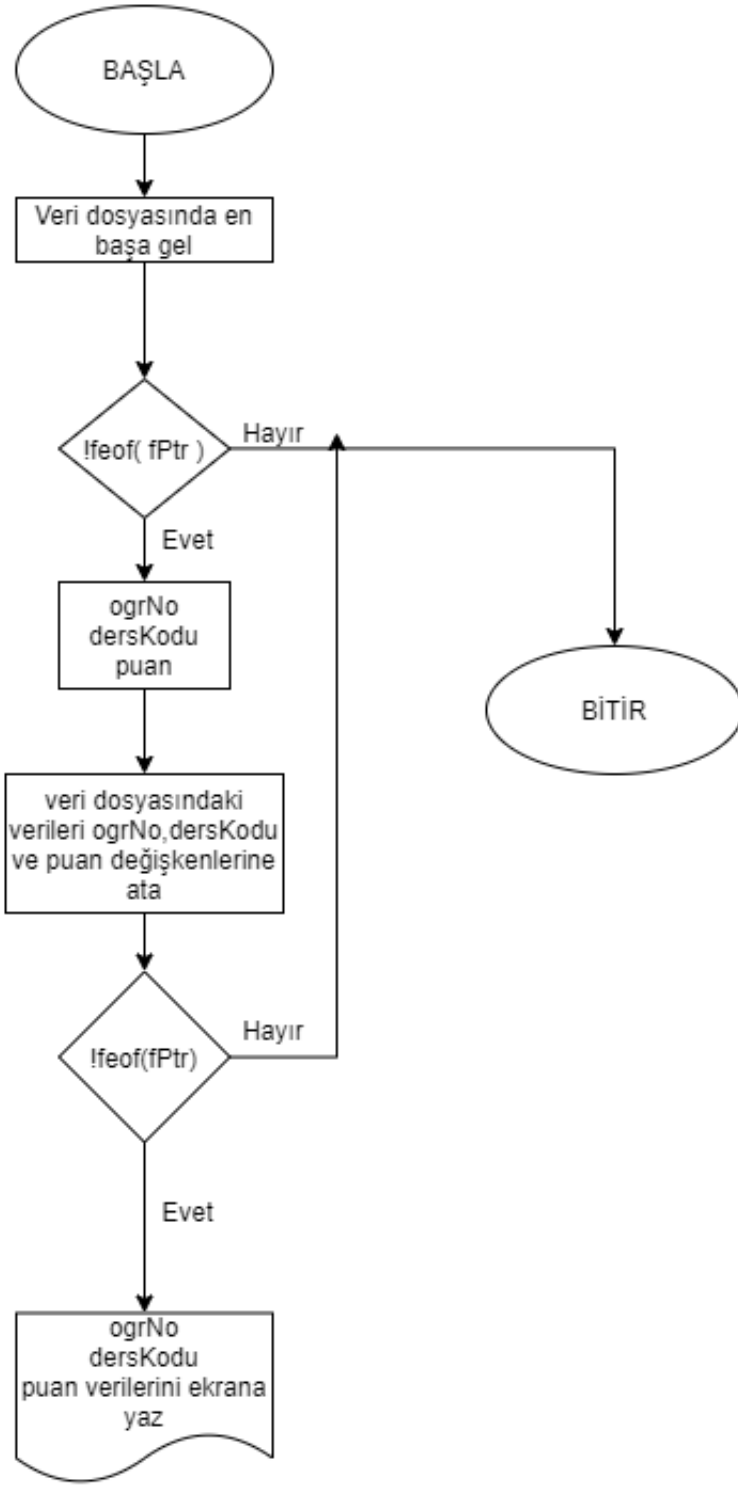 BAŞLA
Veri dosyasında en
başa gel
!feof( fPtr )
Hayır
Evet
ogrNo
dersKodu
puan
BİTİR
veri dosyasındaki
verileri ogrNo,dersKodu
ve puan değişkenlerine
ata
!feof(fPtr)
Hayır
Evet
ogrNo
dersKodu
puan verilerini ekrana
yaz